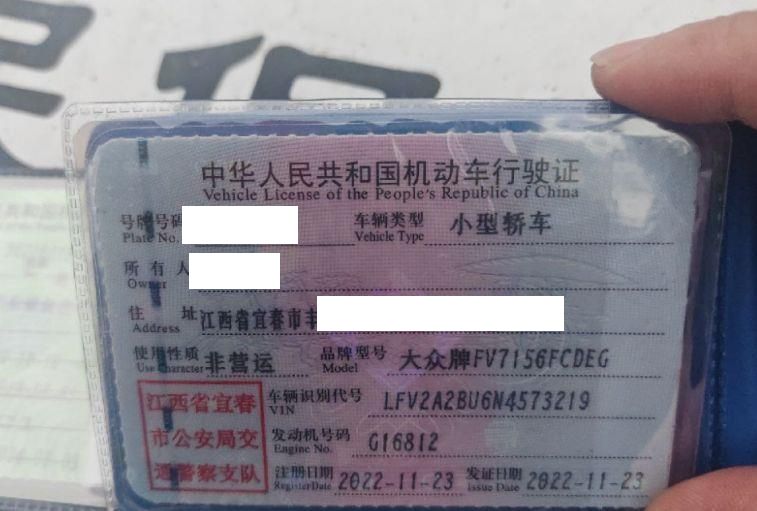 中华人民共和国机动车行驶证
Vehicle License of the People's Republic of China
号牌号码 车辆类型 小型轿车
Plate No. Vehicle Type
所有人
Owner
住址 江西省宜春市丰
Address
使用性质 非营运 品牌型号 大众牌FV7156FCDEG
Use Character Model
江西省宜春 车辆识别代号 LFV2A2BU6N4573219
VIN
市公安局交 发动机号码 G16812
Engine No.
通警察支队 注册日期 2022-11-23 发证日期 2022-11-23
Register Date Issue Date